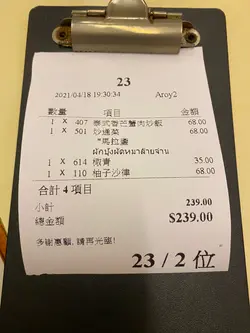 23
2021/04/18 19:30:34 Aroy2
數量 項目 金額
1 X 407 泰式香芒蟹肉炒飯 68.00
1 X 501 炒通菜 68.00
*馬拉盞
ผักบุ้งผัดหมาล้ายจ่าน
1 X 614 椒青 35.00
1 X 110 柚子沙律 68.00
合計 4 項目
小計 239.00
總金額 $239.00
多謝惠顧, 請再光臨!
23 / 2 位